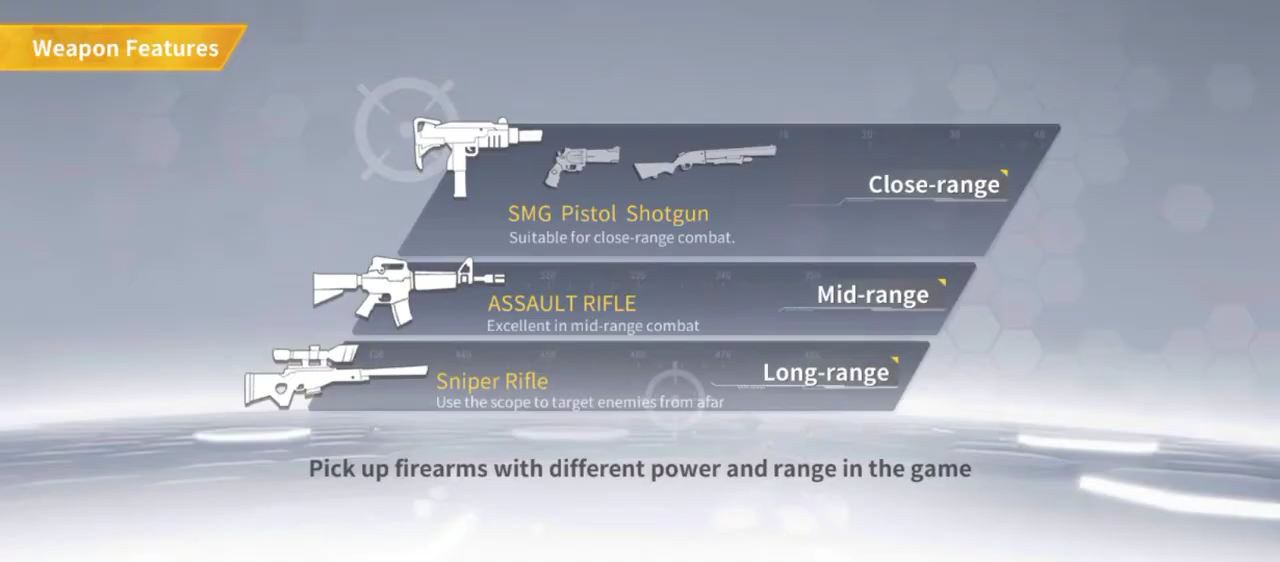 Weapon Features
Close-range
SMG Pistol Shotgun
Suitable for close-range combat.
Mid-range
ASSAULT RIFLE
Excellent in mid-range combat
Long-range
Sniper Rifle
Use the scope to target enemies from afar
Pick up firearms with different power and range in the game